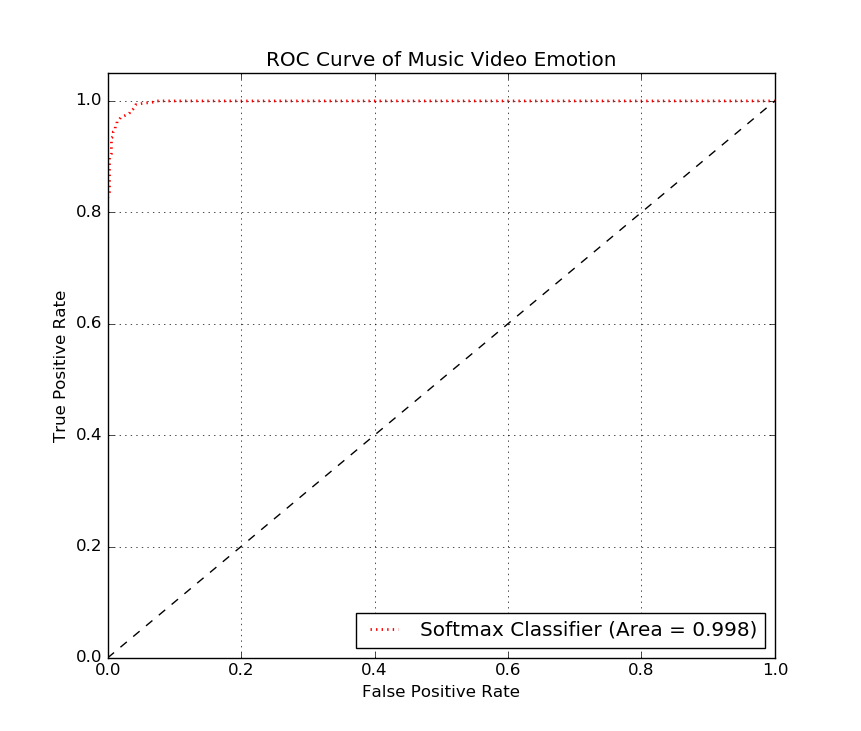 ROC Curve of Music Video Emotion
1.0
0.8
0.6
0.4
0.2
0.0
True Positive Rate
Softmax Classifier (Area = 0.998)
0.0 0.2 0.4 0.6 0.8 1.0
False Positive Rate